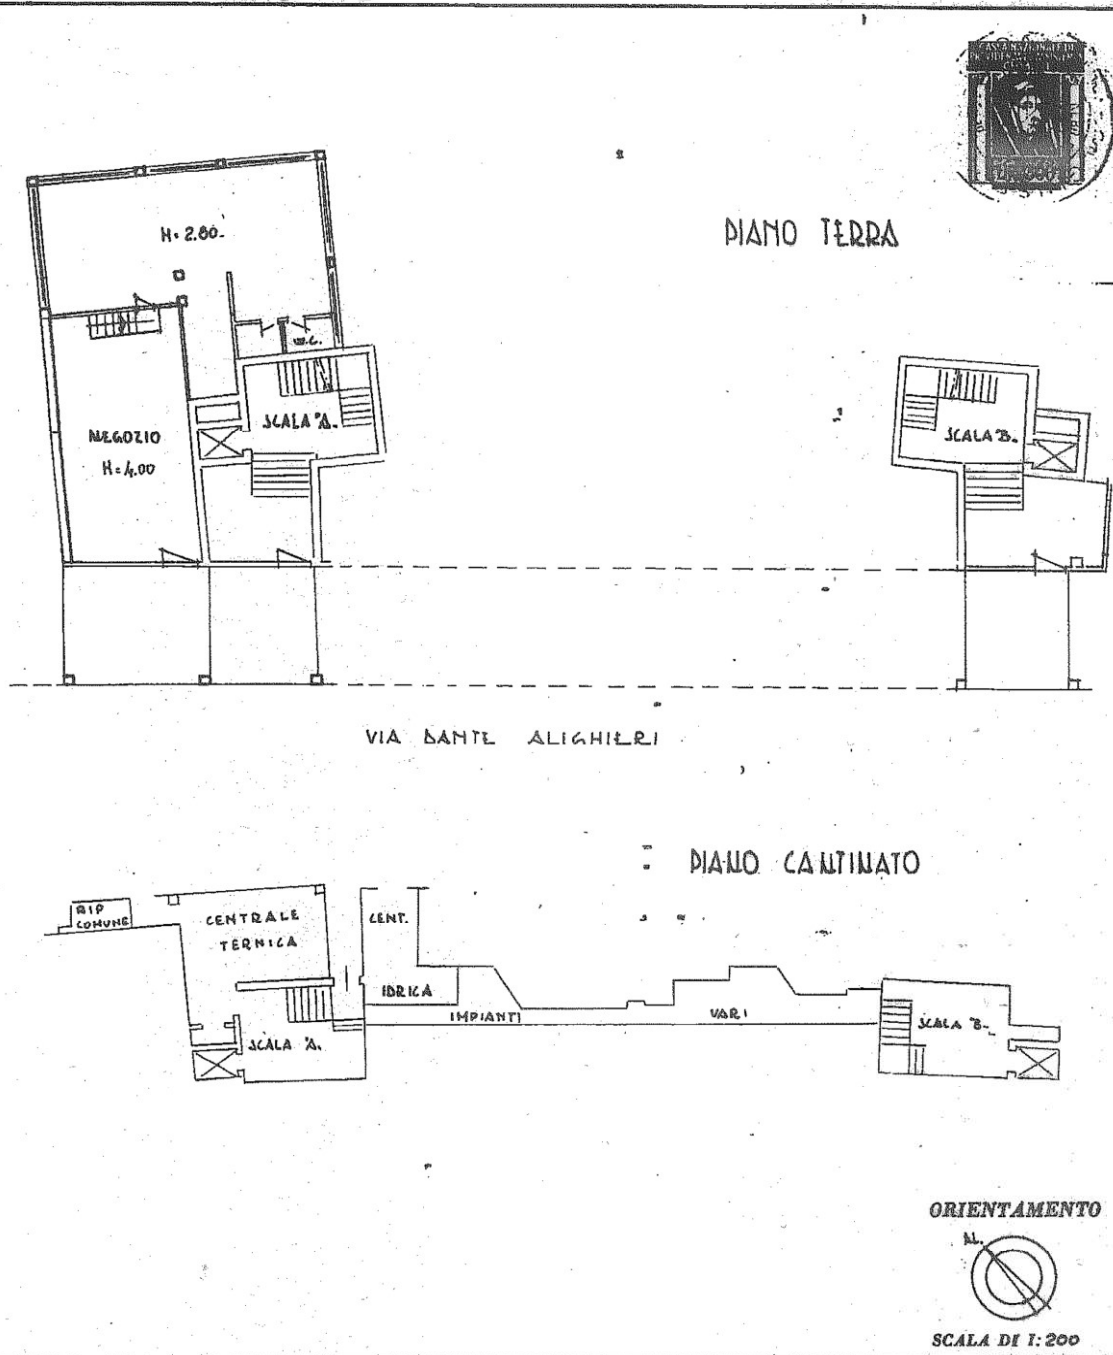 PIANO TERRA
H=2.80
W.C.
SCALA "A"
NEGOZIO
H=4.00
SCALA "B"
VIA DANTE ALIGHIERI
PIANO CANTINATO
RIP
COMUNE
CENTRALE
TERMICA
CENT.
IDRICA
IMPIANTI VARI
SCALA "A"
SCALA "B"
ORIENTAMENTO
N.
SCALA DI 1:200